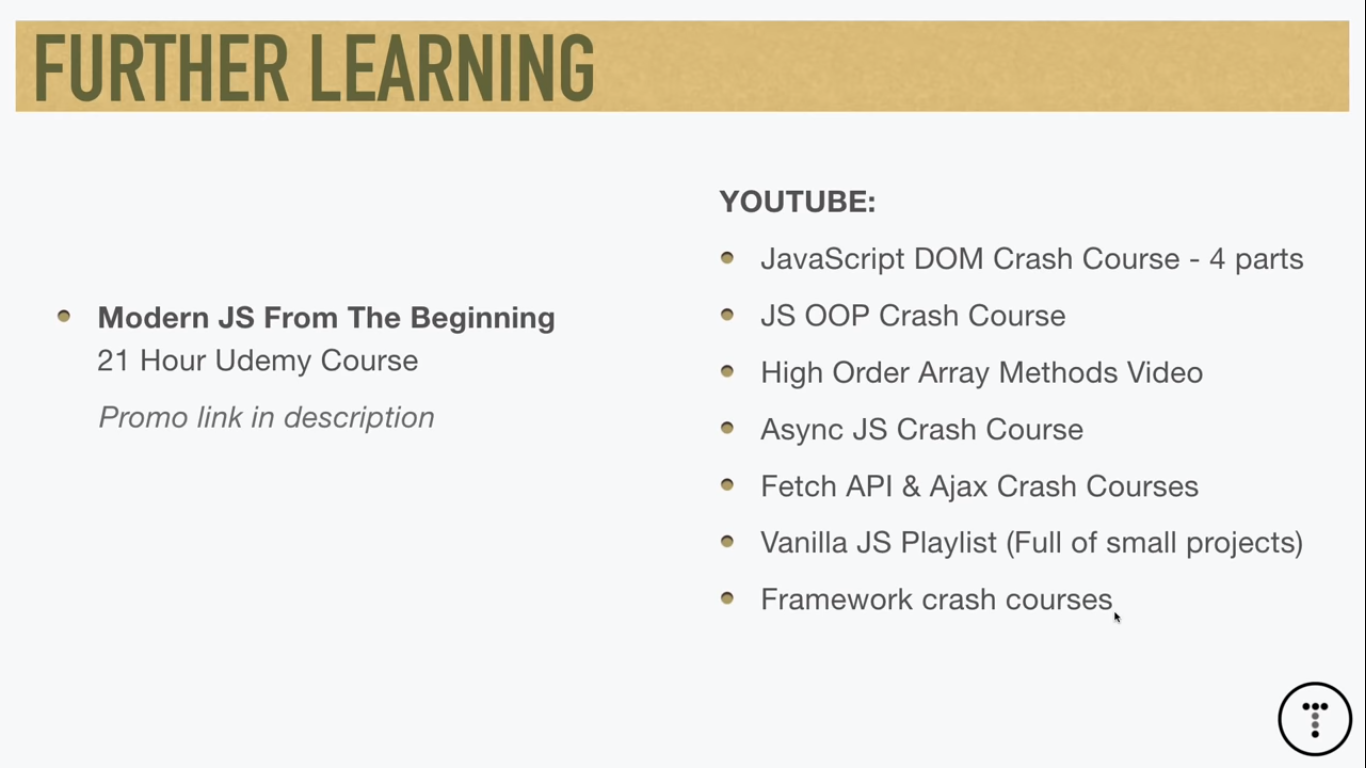 FURTHER LEARNING
Modern JS From The Beginning
21 Hour Udemy Course
Promo link in description
YOUTUBE:
JavaScript DOM Crash Course - 4 parts
JS OOP Crash Course
High Order Array Methods Video
Async JS Crash Course
Fetch API & Ajax Crash Courses
Vanilla JS Playlist (Full of small projects)
Framework crash courses
T